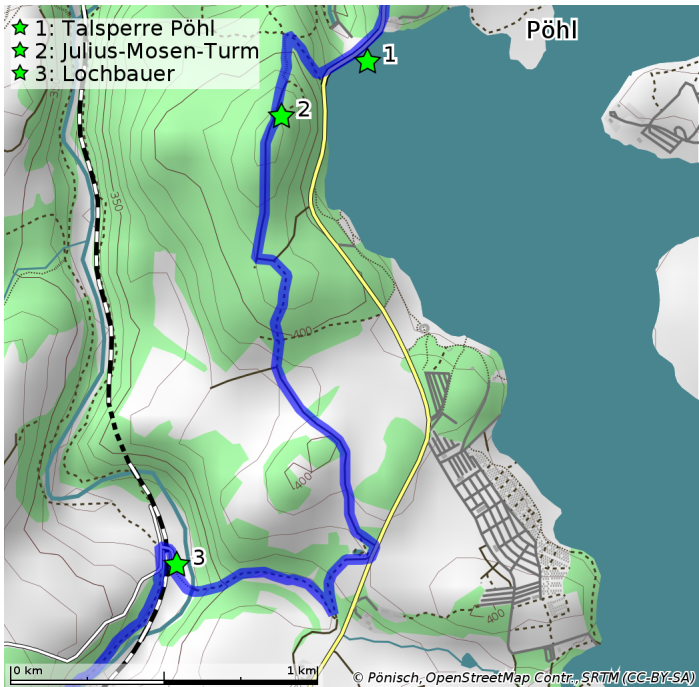 1: Talsperre Pöhl
2: Julius-Mosen-Turm
3: Lochbauer
Pöhl
1
2
350
400
400
3
400
0 km
1 km
© Pönisch, OpenStreetMap Contr., SRTM (CC-BY-SA)